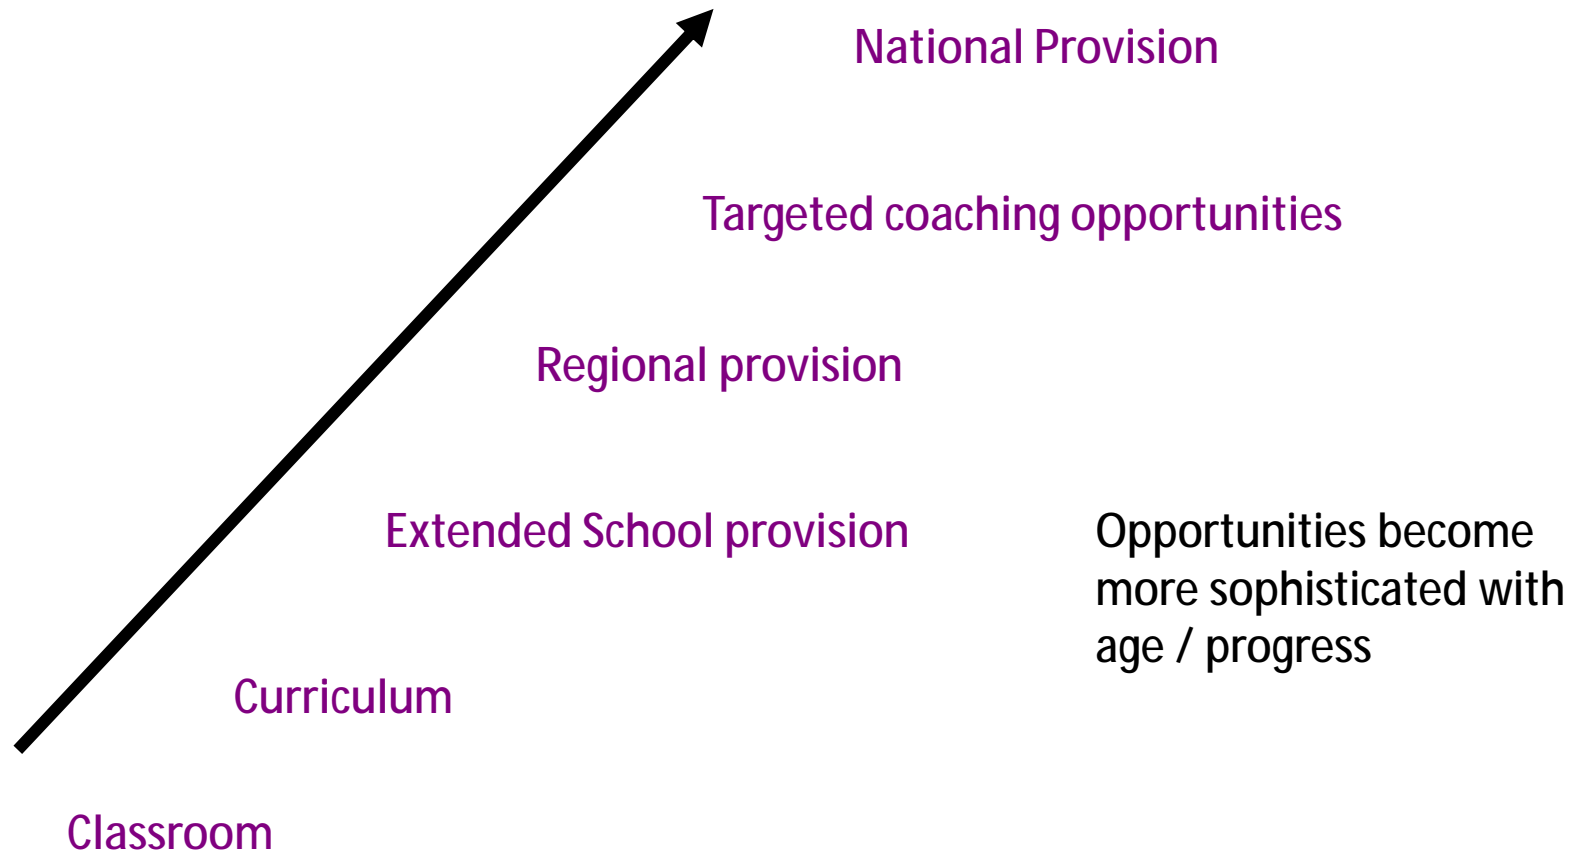 National Provision
Targeted coaching opportunities
Regional provision
Extended School provision
Opportunities become
more sophisticated with
age / progress
Curriculum
Classroom